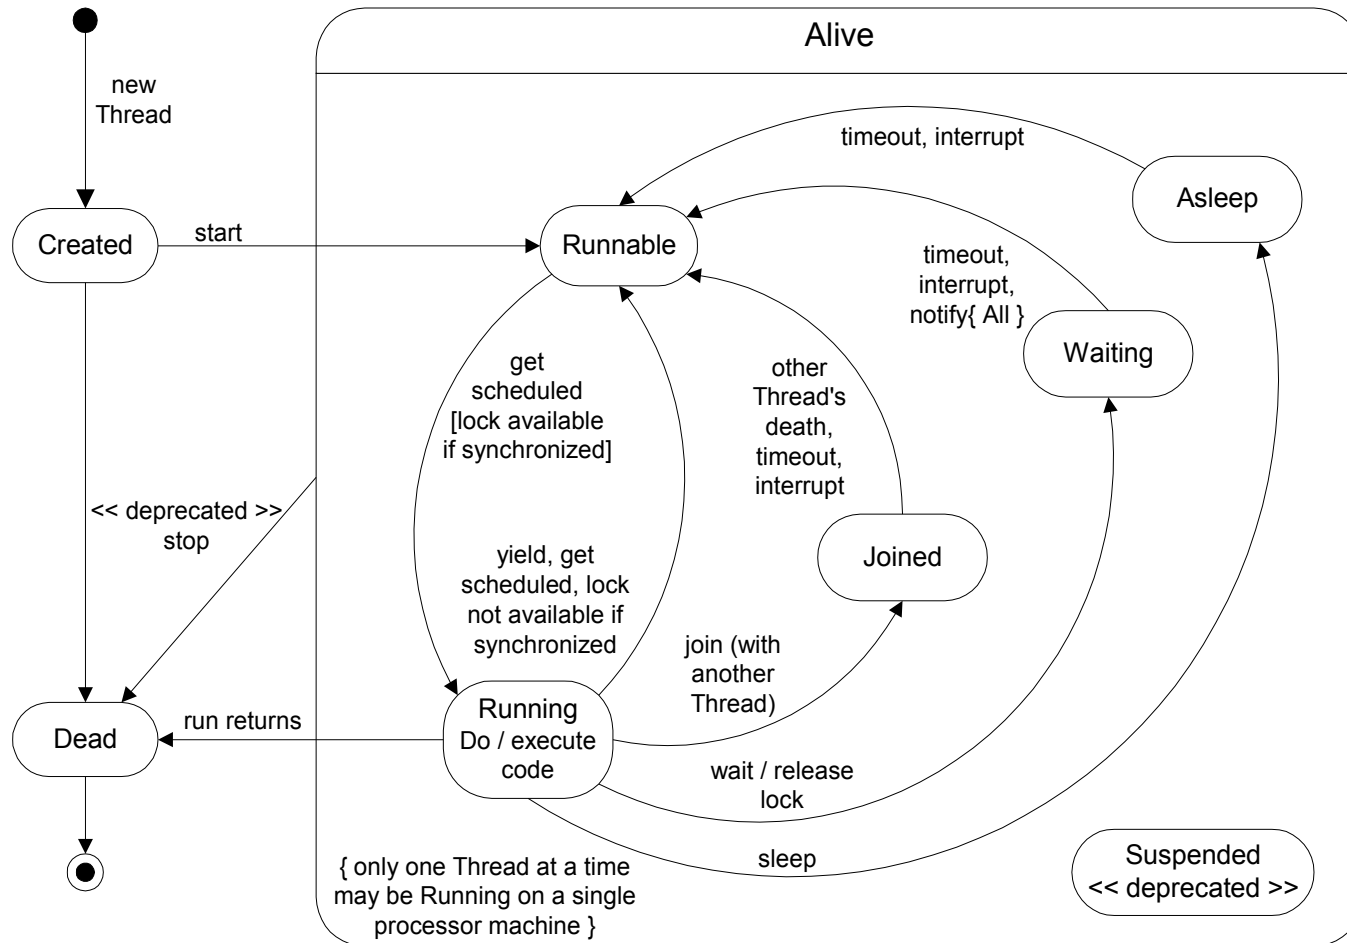 Alive
new
Thread
timeout, interrupt
Asleep
Created
start
Runnable
timeout,
interrupt,
notify{ All }
Waiting
get
scheduled
[lock available
if synchronized]
other
Thread's
death,
timeout,
interrupt
<< deprecated >>
stop
yield, get
scheduled, lock
not available if
synchronized
Joined
join (with
another
Thread)
Dead
run returns
Running
Do / execute
code
wait / release
lock
sleep
{ only one Thread at a time
may be Running on a single
processor machine }
Suspended
<< deprecated >>